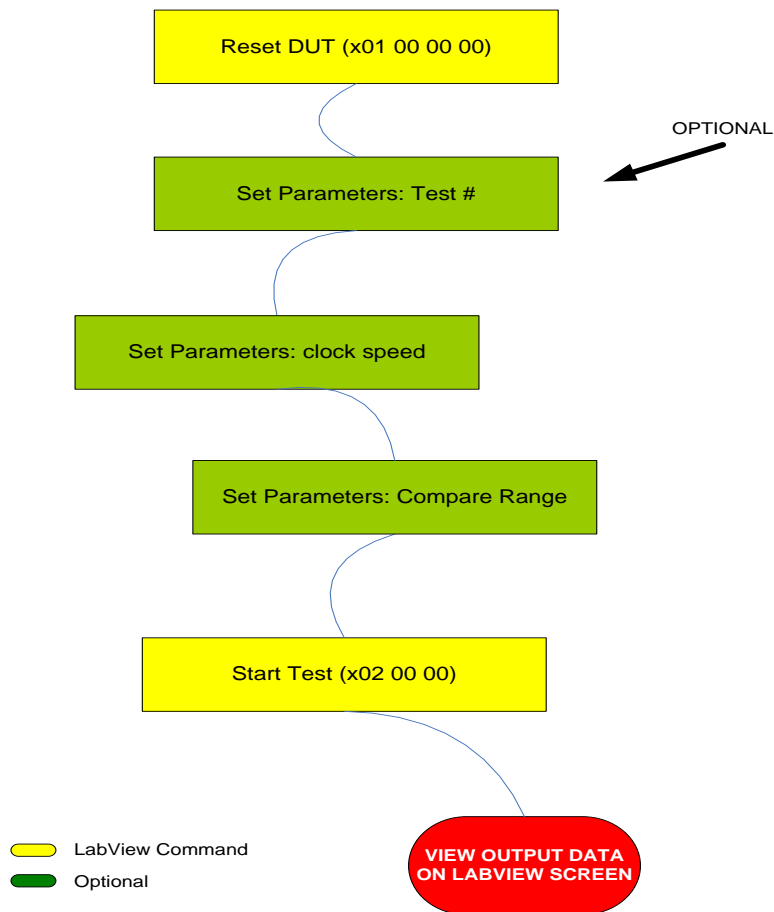 Reset DUT (x01 00 00 00)
OPTIONAL
Set Parameters: Test #
Set Parameters: clock speed
Set Parameters: Compare Range
Start Test (x02 00 00)
VIEW OUTPUT DATA
ON LABVIEW SCREEN
LabView Command
Optional